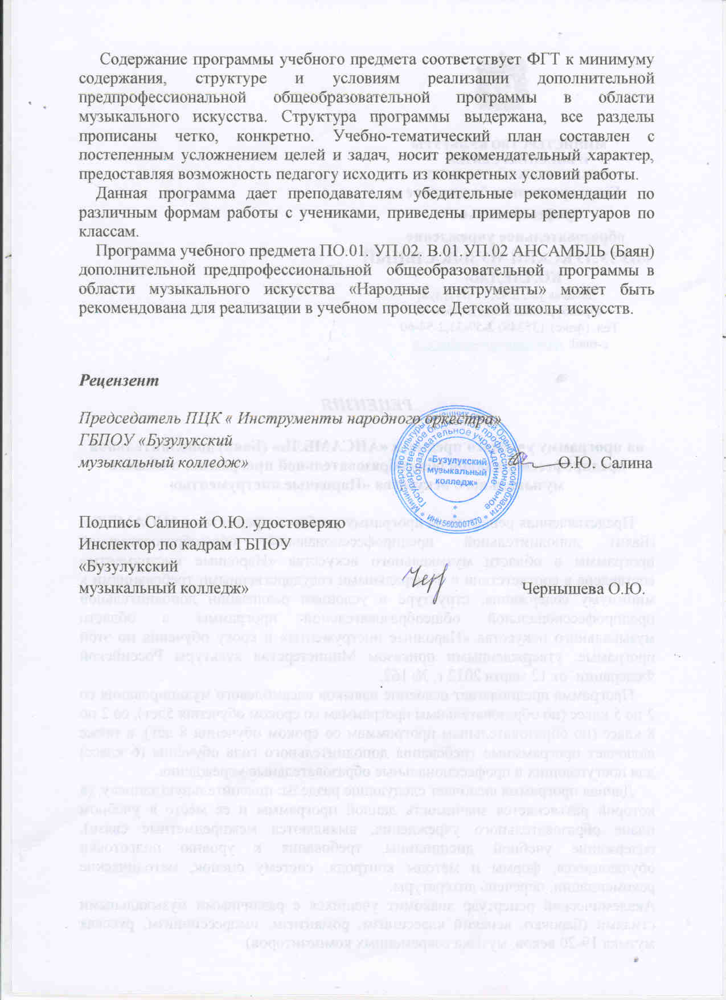 Содержание программы учебного предмета соответствует ФГТ к минимуму
содержания, структуре и условиям реализации дополнительной
предпрофессиональной общеобразовательной программы в области
музыкального искусства. Структура программы выдержана, все разделы
прописаны четко, конкретно. Учебно-тематический план составлен с
постепенным усложнением целей и задач, носит рекомендательный характер,
предоставляя возможность педагогу исходить из конкретных условий работы.
Данная программа дает преподавателям убедительные рекомендации по
различным формам работы с учениками, приведены примеры репертуаров по
классам.
Программа учебного предмета ПО.01. УП.02. В.01.УП.02 АНСАМБЛЬ (Баян)
дополнительной предпрофессиональной общеобразовательной программы в
области музыкального искусства «Народные инструменты» может быть
рекомендована для реализации в учебном процессе Детской школы искусств.
Рецензент
Председатель ПЦК « Инструменты народного оркестра»
ГБПОУ «Бузулукский
музыкальный колледж» О.Ю. Салина
Министерство культуры и внешних связей Оренбургской области
Государственное бюджетное профессиональное
образовательное учреждение
«Бузулукский
музыкальный
колледж»
* ИНН 5603007870 *
Подпись Салиной О.Ю. удостоверяю
Инспектор по кадрам ГБПОУ
«Бузулукский
музыкальный колледж» Чернышева О.Ю.